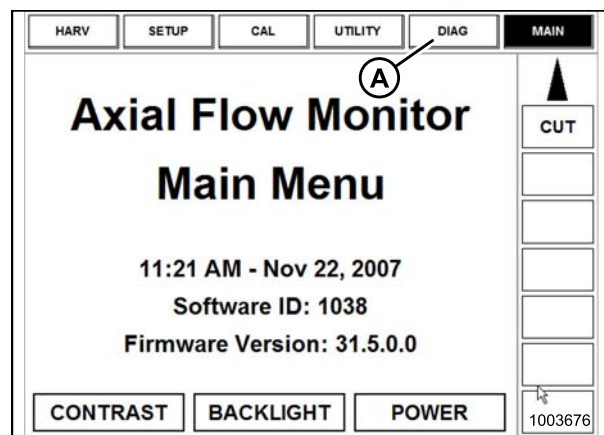 HARV SETUP CAL UTILITY DIAG MAIN
A
Axial Flow Monitor
CUT
Main Menu
11:21 AM - Nov 22, 2007
Software ID: 1038
Firmware Version: 31.5.0.0
CONTRAST BACKLIGHT POWER
1003676